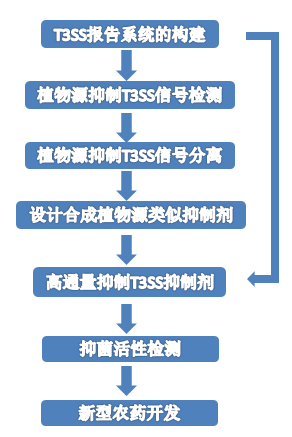 T3SS报告系统的构建
植物源抑制T3SS信号检测
植物源抑制T3SS信号分离
设计合成植物源类似抑制剂
高通量抑制T3SS抑制剂
抑菌活性检测
新型农药开发